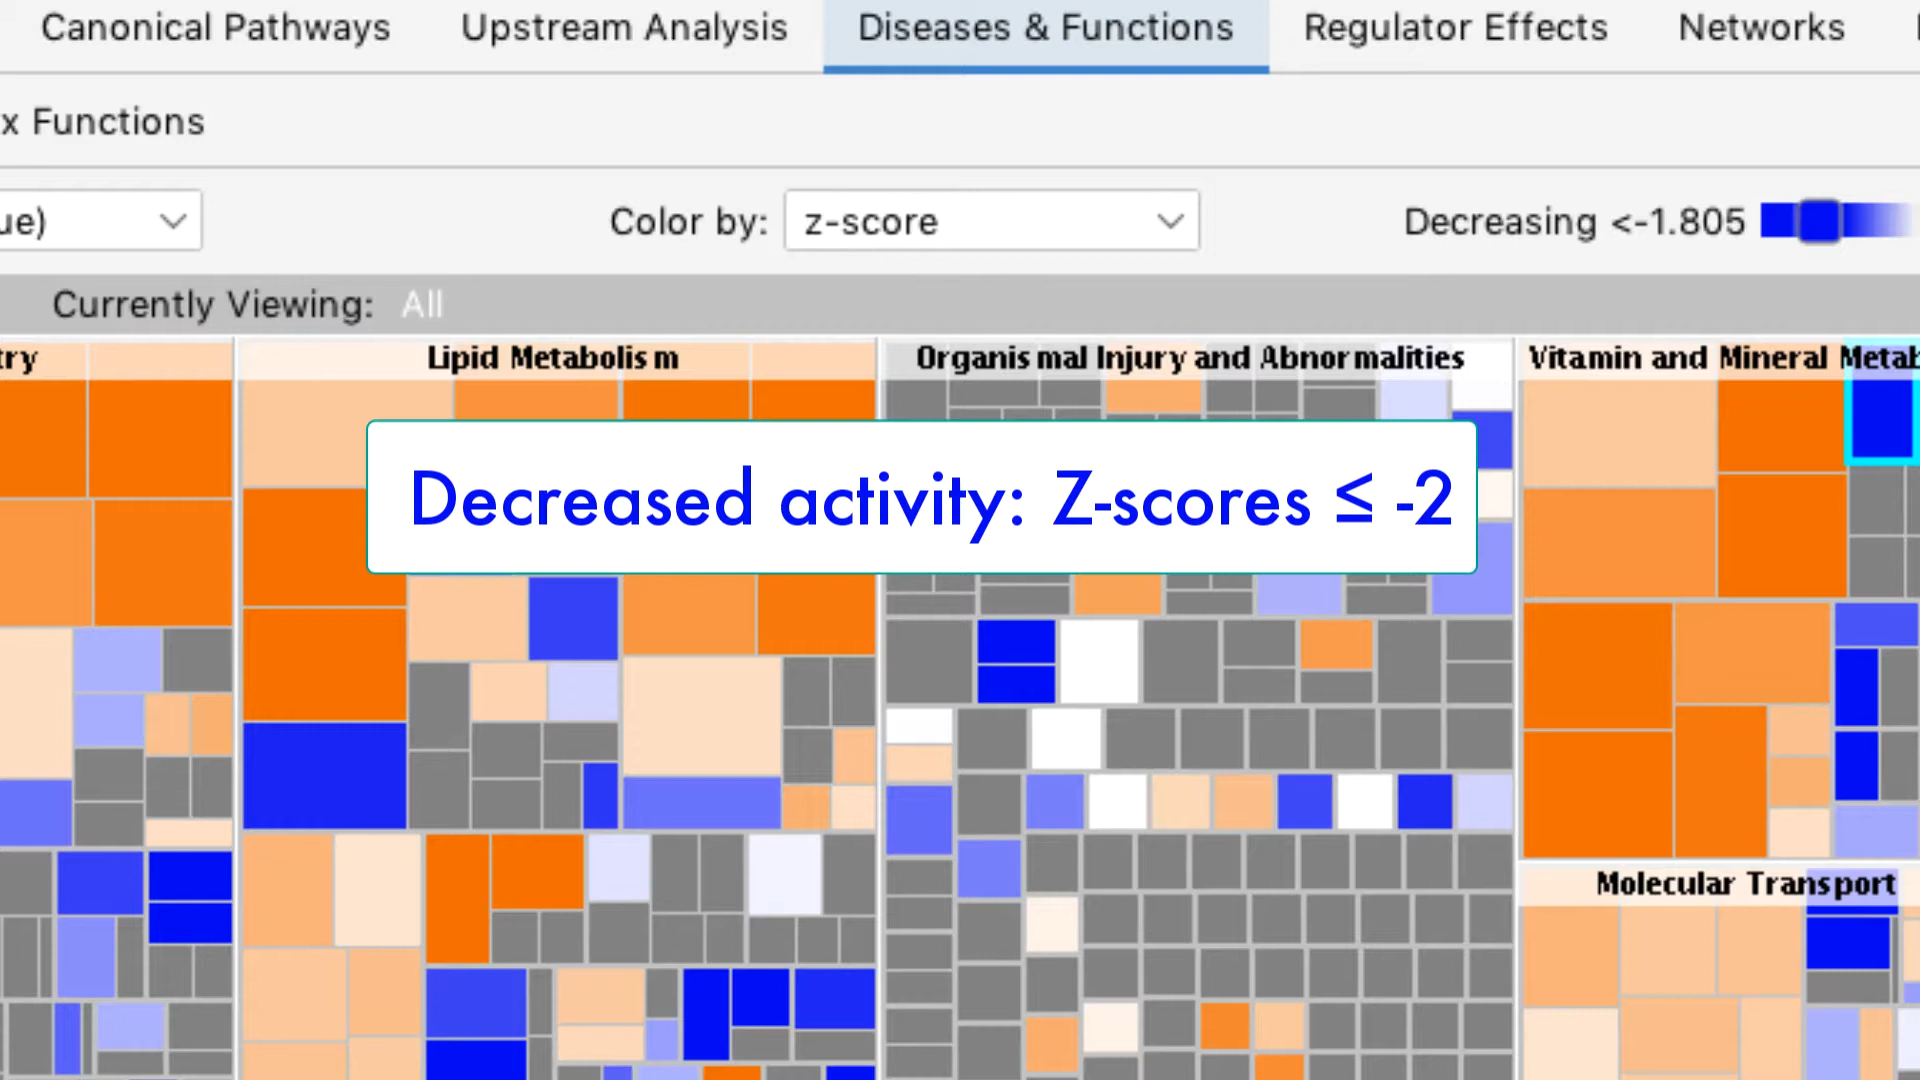 Canonical Pathways Upstream Analysis Diseases & Functions Regulator Effects Networks
x Functions
ue) Color by: z-score Decreasing <-1.805
Currently Viewing: All
try Lipid Metabolism Organismal Injury and Abnormalities Vitamin and Mineral Metab
Decreased activity: Z-scores ≤ -2
Molecular Transport